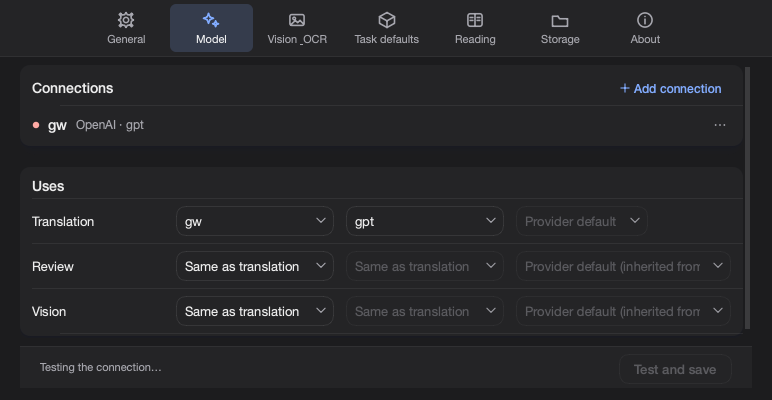 General
Model
Vision _OCR
Task defaults
Reading
Storage
About
Connections
+ Add connection
gw OpenAI · gpt
...
Uses
Translation gw gpt Provider default
Review Same as translation Same as translation Provider default (inherited from
Vision Same as translation Same as translation Provider default (inherited from
Testing the connection… Test and save